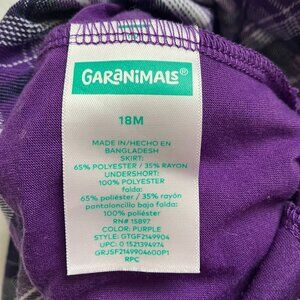 GARANIMALS®
18M
MADE IN/HECHO EN
BANGLADESH
SKIRT:
65% POLYESTER / 35% RAYON
UNDERSHORT:
100% POLYESTER
falda:
65% poliéster / 35% rayón
pantaloncillo bajo falda:
100% poliéster
RN# 15897
COLOR: PURPLE
STYLE: GTGF2149904
UPC: 0 1521394974
GRJSF2149904600P1
RPC